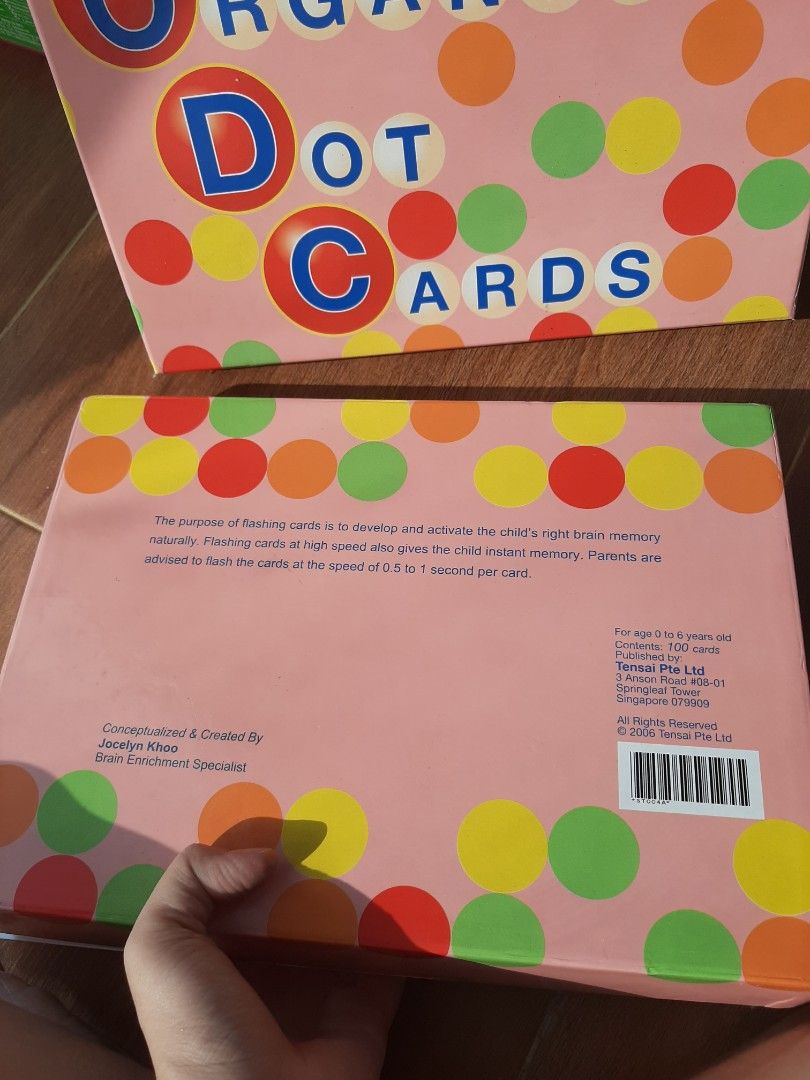 DOT
CARDS
The purpose of flashing cards is to develop and activate the child's right brain memory
naturally. Flashing cards at high speed also gives the child instant memory. Parents are
advised to flash the cards at the speed of 0.5 to 1 second per card.
For age 0 to 6 years old
Contents: 100 cards
Published by:
Tensai Pte Ltd
3 Anson Road #08-01
Springleaf Tower
Singapore 079909
All Rights Reserved
© 2006 Tensai Pte Ltd
Conceptualized & Created By
Jocelyn Khoo
Brain Enrichment Specialist